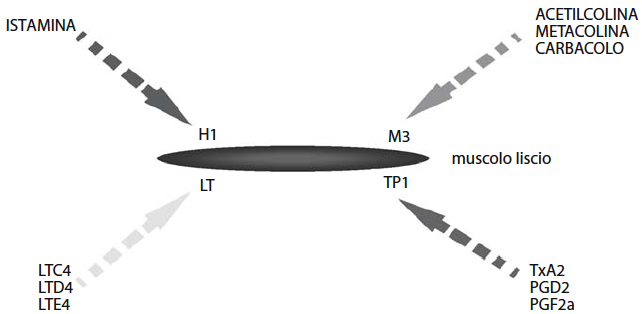 ISTAMINA
ACETILCOLINA
METACOLINA
CARBACOLO
H1
M3
muscolo liscio
LT
TP1
LTC4
LTD4
LTE4
TxA2
PGD2
PGF2a